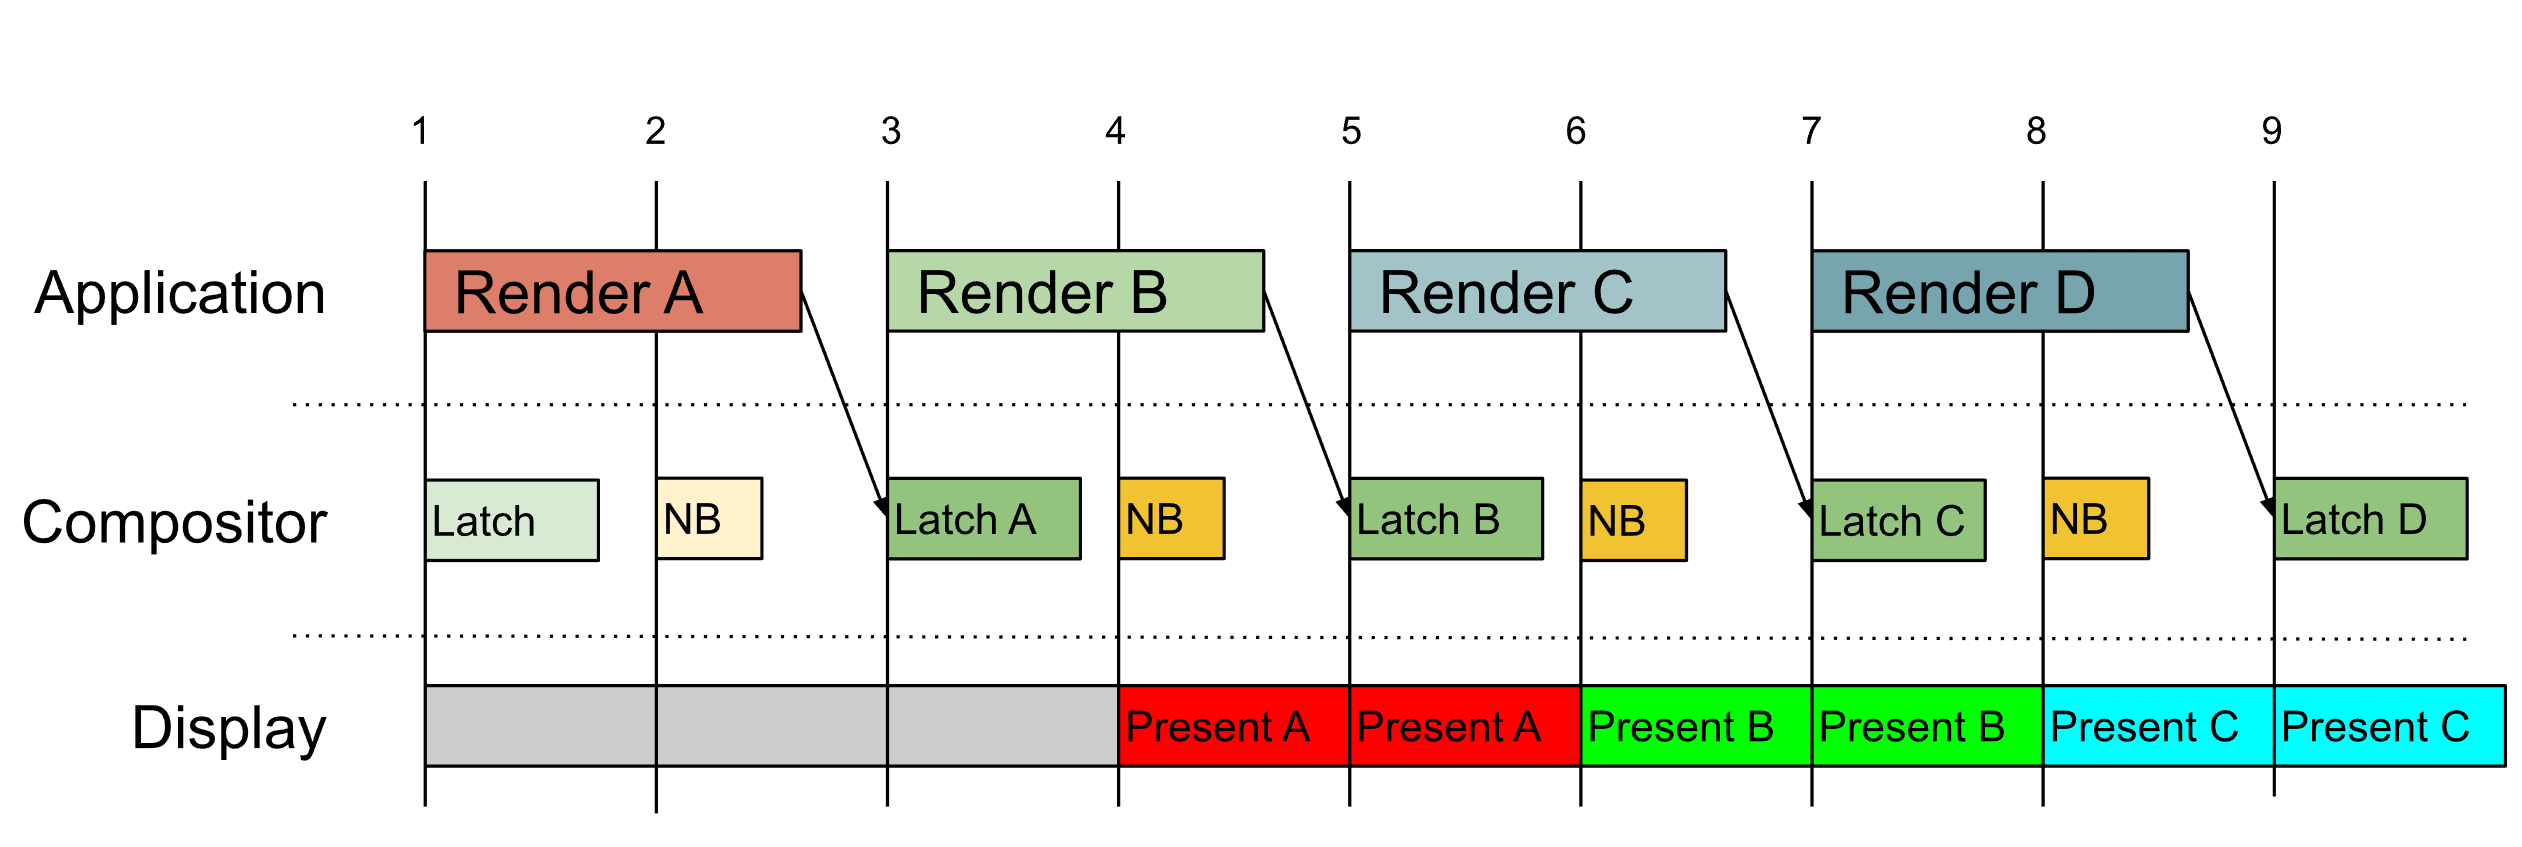 1 2 3 4 5 6 7 8 9
Application Render A Render B Render C Render D
Compositor Latch NB Latch A NB Latch B NB Latch C NB Latch D
Display Present A Present A Present B Present B Present C Present C